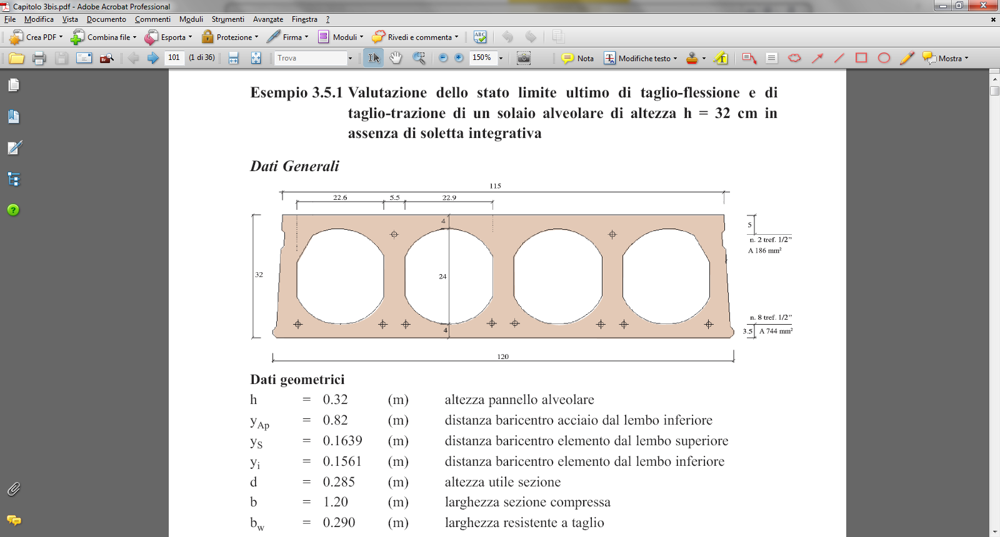 Capitolo 3bis.pdf - Adobe Acrobat Professional
File Modifica Vista Documento Commenti Moduli Strumenti Avanzate Finestra ?
Crea PDF Combina file Esporta Protezione Firma Moduli Rivedi e commenta
101 (1 di 36) Trova 150% Nota Modifiche testo Mostra
Esempio 3.5.1 Valutazione dello stato limite ultimo di taglio-flessione e di
taglio-trazione di un solaio alveolare di altezza h = 32 cm in
assenza di soletta integrativa
Dati Generali
115
22.6 5.5 22.9
4
5
n. 2 tref. 1/2”
A 186 mm²
32
24
n. 8 tref. 1/2”
4
3.5 A 744 mm²
120
Dati geometrici
h = 0.32 (m) altezza pannello alveolare
yAp = 0.82 (m) distanza baricentro acciaio dal lembo inferiore
yS = 0.1639 (m) distanza baricentro elemento dal lembo superiore
yi = 0.1561 (m) distanza baricentro elemento dal lembo inferiore
d = 0.285 (m) altezza utile sezione
b = 1.20 (m) larghezza sezione compressa
bw = 0.290 (m) larghezza resistente a taglio